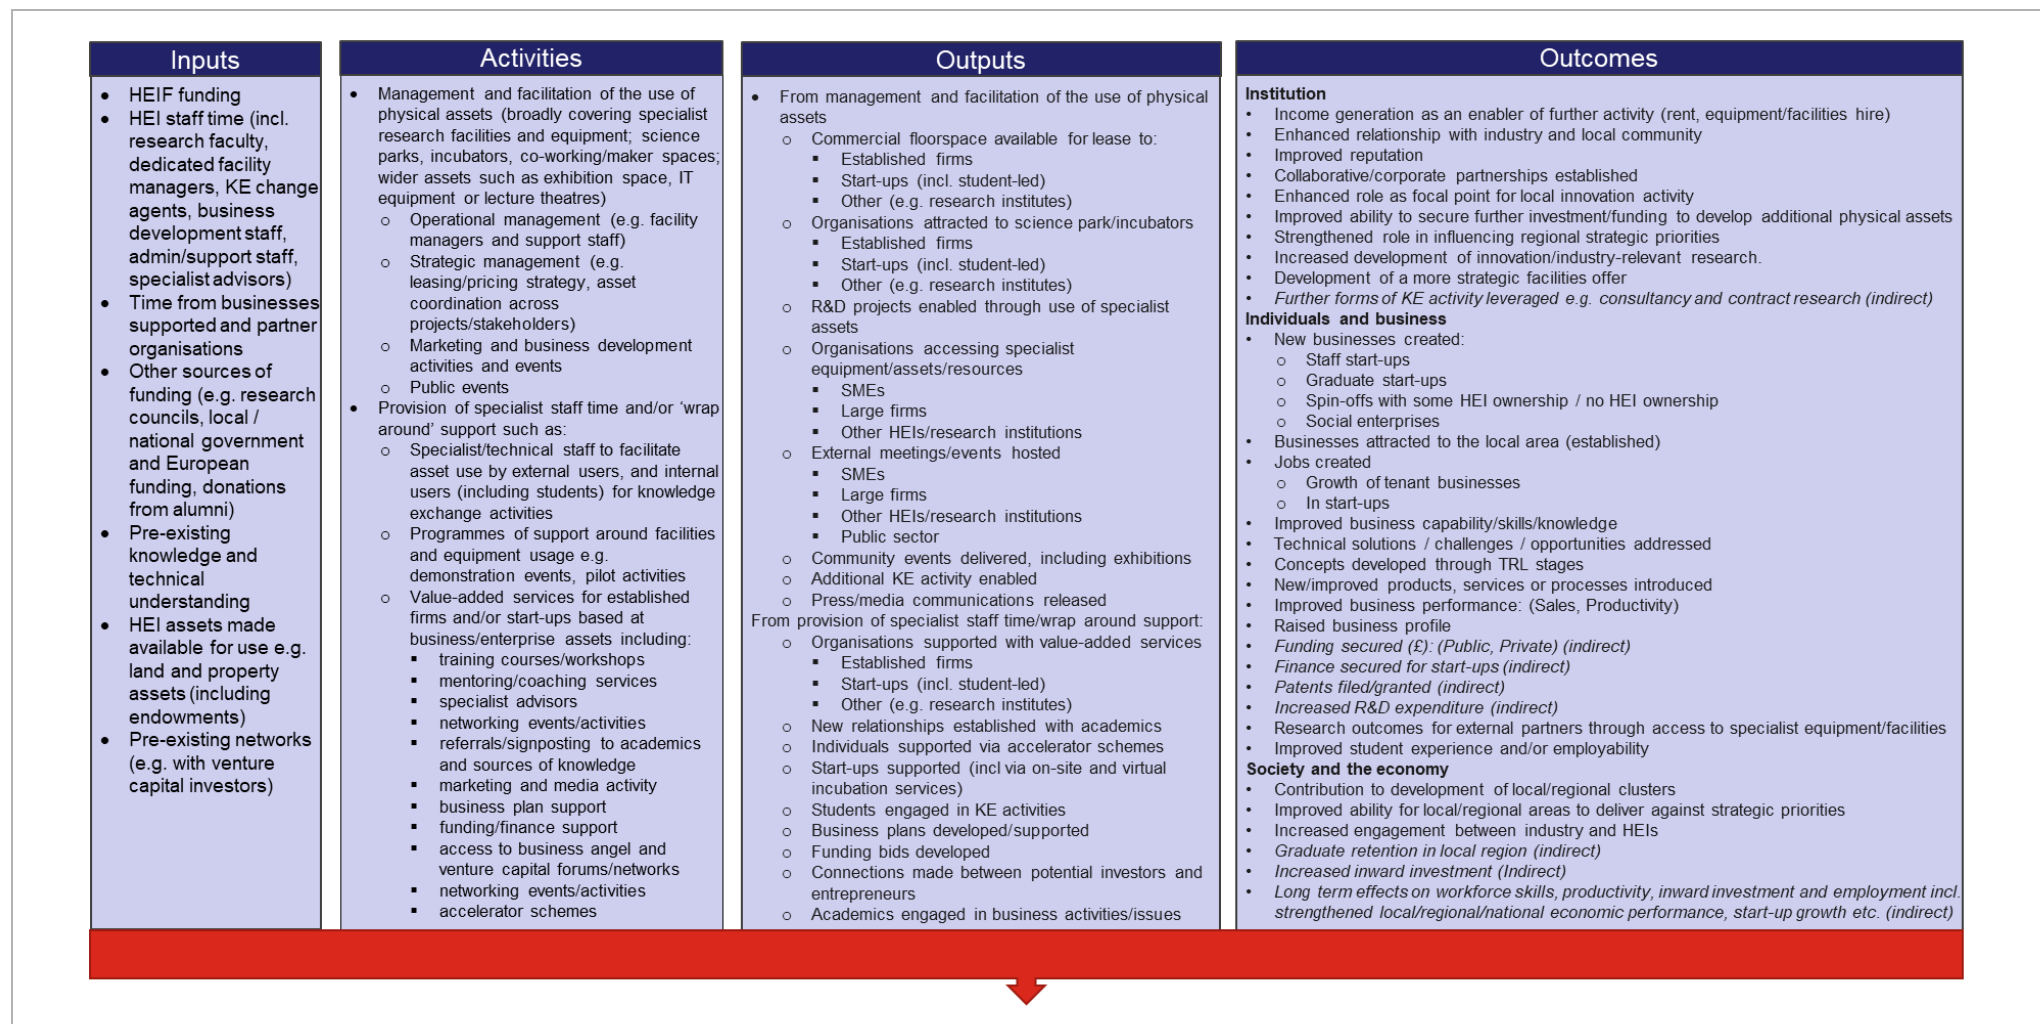 Inputs
• HEIF funding
• HEI staff time (incl.
research faculty,
dedicated facility
managers, KE change
agents, business
development staff,
admin/support staff,
specialist advisors)
• Time from businesses
supported and partner
organisations
• Other sources of
funding (e.g. research
councils, local /
national government
and European
funding, donations
from alumni)
• Pre-existing
knowledge and
technical
understanding
• HEI assets made
available for use e.g.
land and property
assets (including
endowments)
• Pre-existing networks
(e.g. with venture
capital investors)
Activities
• Management and facilitation of the use of
physical assets (broadly covering specialist
research facilities and equipment; science
parks, incubators, co-working/maker spaces;
wider assets such as exhibition space, IT
equipment or lecture theatres)
o Operational management (e.g. facility
managers and support staff)
o Strategic management (e.g.
leasing/pricing strategy, asset
coordination across
projects/stakeholders)
o Marketing and business development
activities and events
o Public events
• Provision of specialist staff time and/or ‘wrap
around’ support such as:
o Specialist/technical staff to facilitate
asset use by external users, and internal
users (including students) for knowledge
exchange activities
o Programmes of support around facilities
and equipment usage e.g.
demonstration events, pilot activities
o Value-added services for established
firms and/or start-ups based at
business/enterprise assets including:
▪ training courses/workshops
▪ mentoring/coaching services
▪ specialist advisors
▪ networking events/activities
▪ referrals/signposting to academics
and sources of knowledge
▪ marketing and media activity
▪ business plan support
▪ funding/finance support
▪ access to business angel and
venture capital forums/networks
▪ networking events/activities
▪ accelerator schemes
Outputs
• From management and facilitation of the use of physical
assets
o Commercial floorspace available for lease to:
▪ Established firms
▪ Start-ups (incl. student-led)
▪ Other (e.g. research institutes)
o Organisations attracted to science park/incubators
▪ Established firms
▪ Start-ups (incl. student-led)
▪ Other (e.g. research institutes)
o R&D projects enabled through use of specialist
assets
o Organisations accessing specialist
equipment/assets/resources
▪ SMEs
▪ Large firms
▪ Other HEIs/research institutions
o External meetings/events hosted
▪ SMEs
▪ Large firms
▪ Other HEIs/research institutions
▪ Public sector
o Community events delivered, including exhibitions
o Additional KE activity enabled
o Press/media communications released
From provision of specialist staff time/wrap around support:
o Organisations supported with value-added services
▪ Established firms
▪ Start-ups (incl. student-led)
▪ Other (e.g. research institutes)
o New relationships established with academics
o Individuals supported via accelerator schemes
o Start-ups supported (incl via on-site and virtual
incubation services)
o Students engaged in KE activities
o Business plans developed/supported
o Funding bids developed
o Connections made between potential investors and
entrepreneurs
o Academics engaged in business activities/issues
Outcomes
Institution
• Income generation as an enabler of further activity (rent, equipment/facilities hire)
• Enhanced relationship with industry and local community
• Improved reputation
• Collaborative/corporate partnerships established
• Enhanced role as focal point for local innovation activity
• Improved ability to secure further investment/funding to develop additional physical assets
• Strengthened role in influencing regional strategic priorities
• Increased development of innovation/industry-relevant research.
• Development of a more strategic facilities offer
• Further forms of KE activity leveraged e.g. consultancy and contract research (indirect)
Individuals and business
• New businesses created:
o Staff start-ups
o Graduate start-ups
o Spin-offs with some HEI ownership / no HEI ownership
o Social enterprises
• Businesses attracted to the local area (established)
• Jobs created
o Growth of tenant businesses
o In start-ups
• Improved business capability/skills/knowledge
• Technical solutions / challenges / opportunities addressed
• Concepts developed through TRL stages
• New/improved products, services or processes introduced
• Improved business performance: (Sales, Productivity)
• Raised business profile
• Funding secured (£): (Public, Private) (indirect)
• Finance secured for start-ups (indirect)
• Patents filed/granted (indirect)
• Increased R&D expenditure (indirect)
• Research outcomes for external partners through access to specialist equipment/facilities
• Improved student experience and/or employability
Society and the economy
• Contribution to development of local/regional clusters
• Improved ability for local/regional areas to deliver against strategic priorities
• Increased engagement between industry and HEIs
• Graduate retention in local region (indirect)
• Increased inward investment (Indirect)
• Long term effects on workforce skills, productivity, inward investment and employment incl.
strengthened local/regional/national economic performance, start-up growth etc. (indirect)